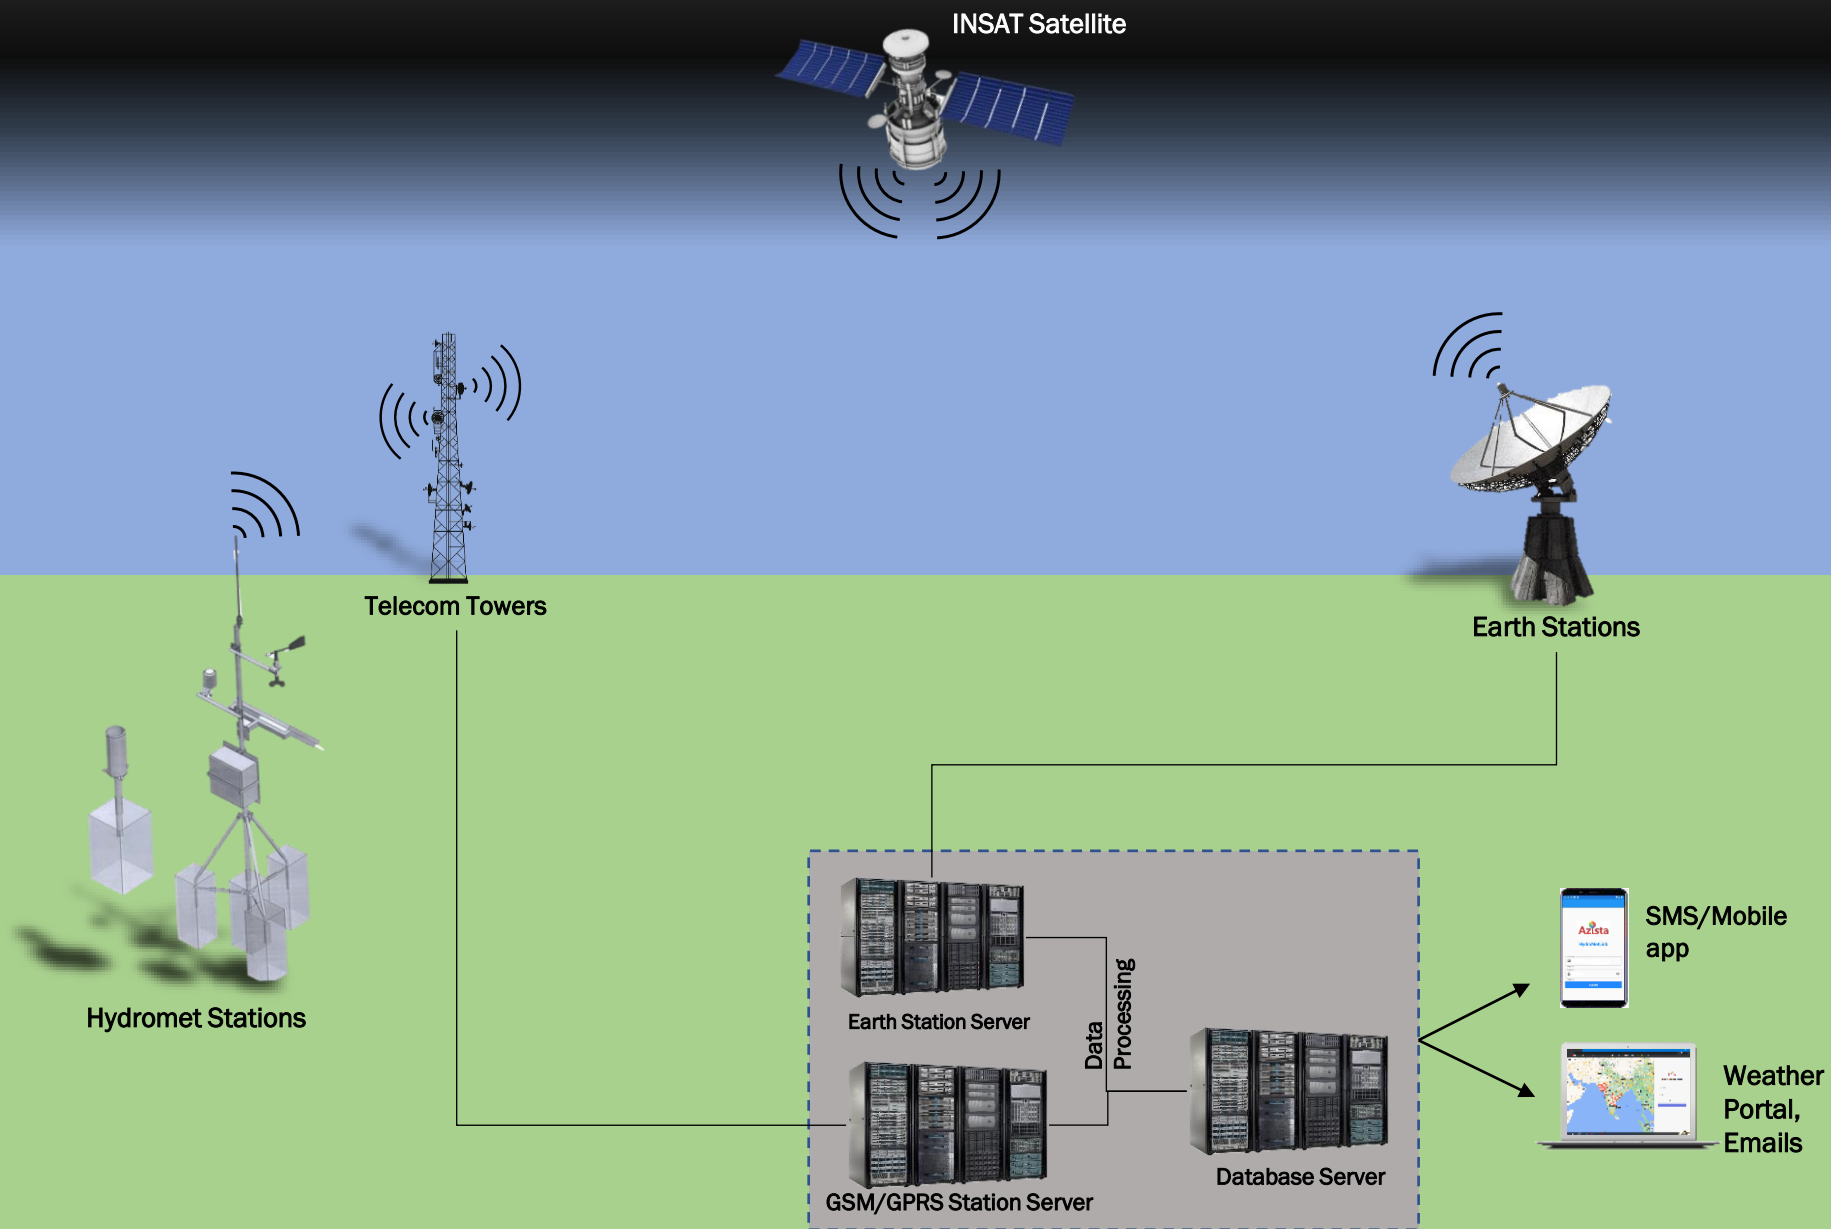 INSAT Satellite
Telecom Towers
Earth Stations
Hydromet Stations
Earth Station Server
Data
Processing
GSM/GPRS Station Server
Database Server
SMS/Mobile
app
Azista
Weather
Portal,
Emails